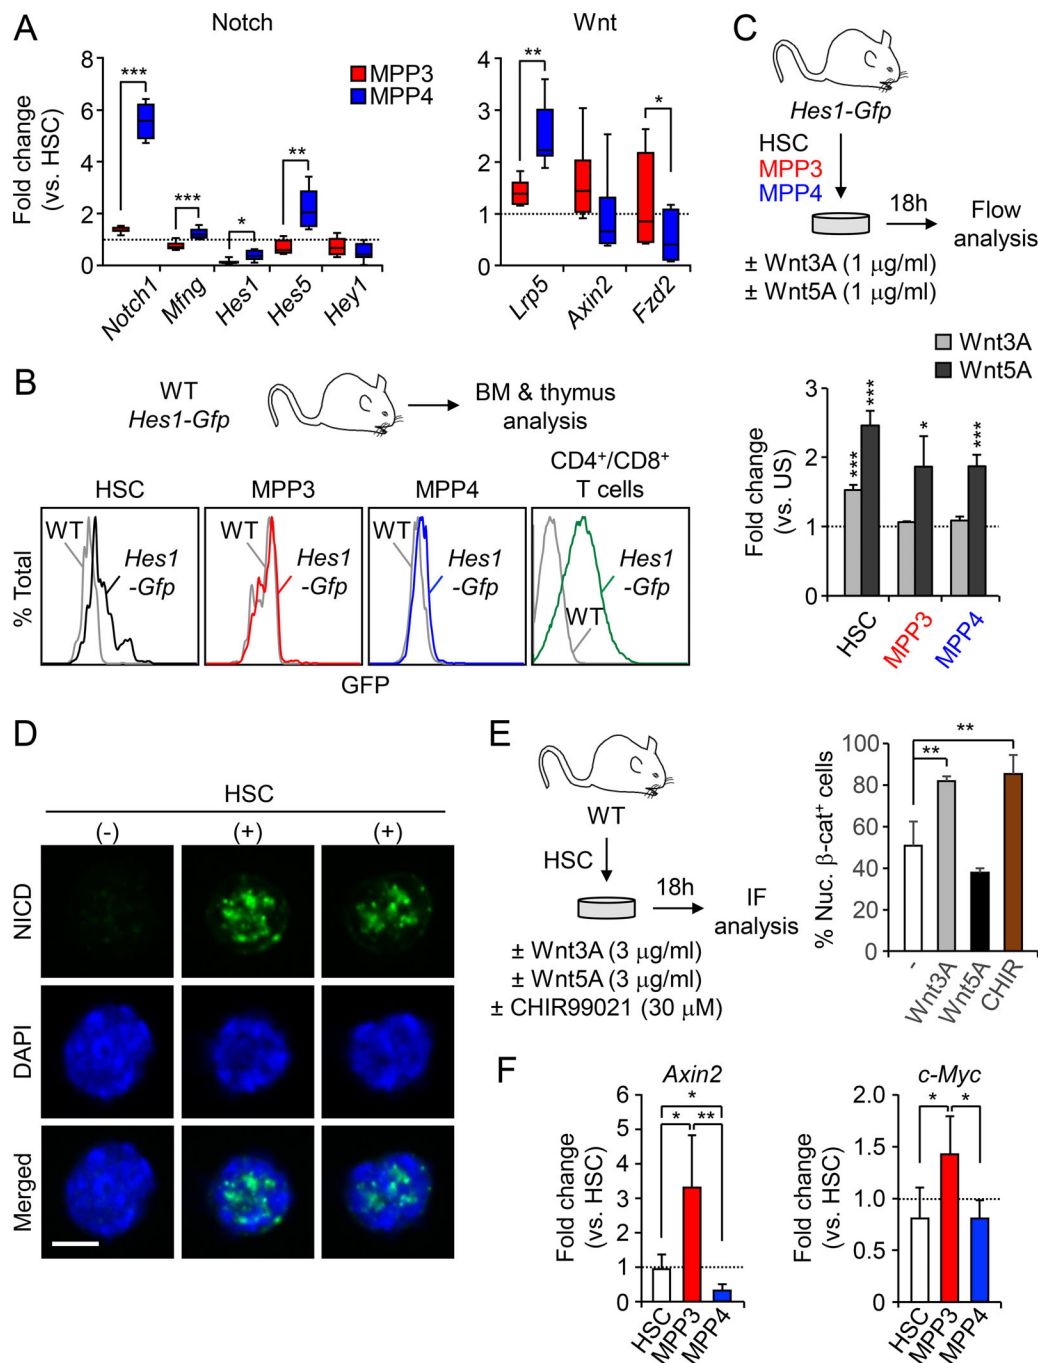 A
Notch
Fold change
(vs. HSC)
8
6
4
2
0
***
***
*
**
MPP3
MPP4
Notch1
Mfng
Hes1
Hes5
Hey1
Wnt
4
3
2
1
0
**
*
Lrp5
Axin2
Fzd2
B
WT
Hes1-Gfp
BM & thymus
analysis
HSC
MPP3
MPP4
CD4+/CD8+
T cells
% Total
WT
Hes1
-Gfp
WT
Hes1
-Gfp
WT
Hes1
-Gfp
Hes1
-Gfp
WT
GFP
C
Hes1-Gfp
HSC
MPP3
MPP4
18h
Flow
analysis
± Wnt3A (1 μg/ml)
± Wnt5A (1 μg/ml)
Wnt3A
Wnt5A
Fold change
(vs. US)
3
2
1
0
***
***
*
***
HSC
MPP3
MPP4
D
HSC
(-)
(+)
(+)
NICD
DAPI
Merged
E
WT
HSC
18h
IF
analysis
± Wnt3A (3 μg/ml)
± Wnt5A (3 μg/ml)
± CHIR99021 (30 μM)
% Nuc. β-cat+ cells
100
80
60
40
20
0
**
**
-
Wnt3A
Wnt5A
CHIR
F
Axin2
Fold change
(vs. HSC)
6
5
4
3
2
1
0
*
*
**
HSC
MPP3
MPP4
c-Myc
Fold change
(vs. HSC)
2.0
1.5
1.0
0.5
0
*
*
HSC
MPP3
MPP4